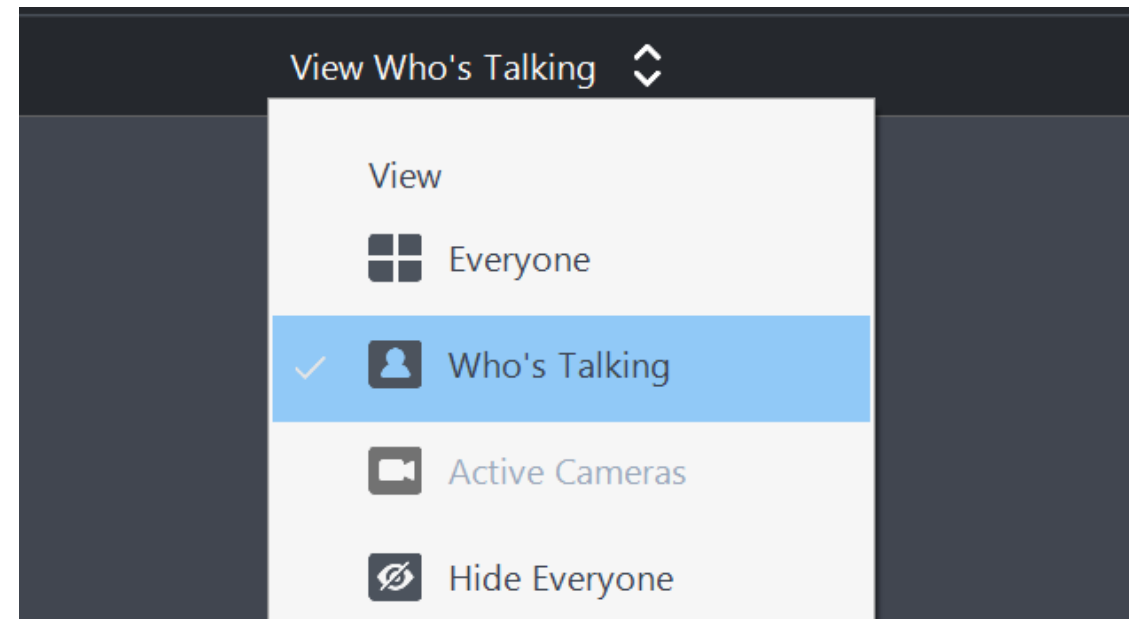 View Who's Talking
View
Everyone
Who's Talking
Active Cameras
Hide Everyone